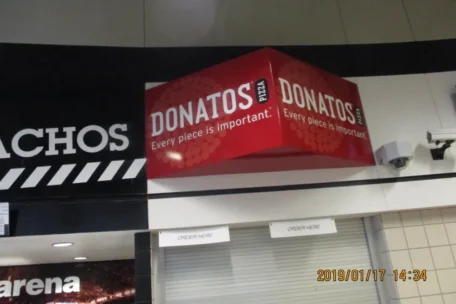 ACHOS
DONATOS PIZZA
Every piece is important.
DONATOS PIZZA
Every piece is important.
ORDER HERE
ORDER HERE
arena
2019/01/17 14:34